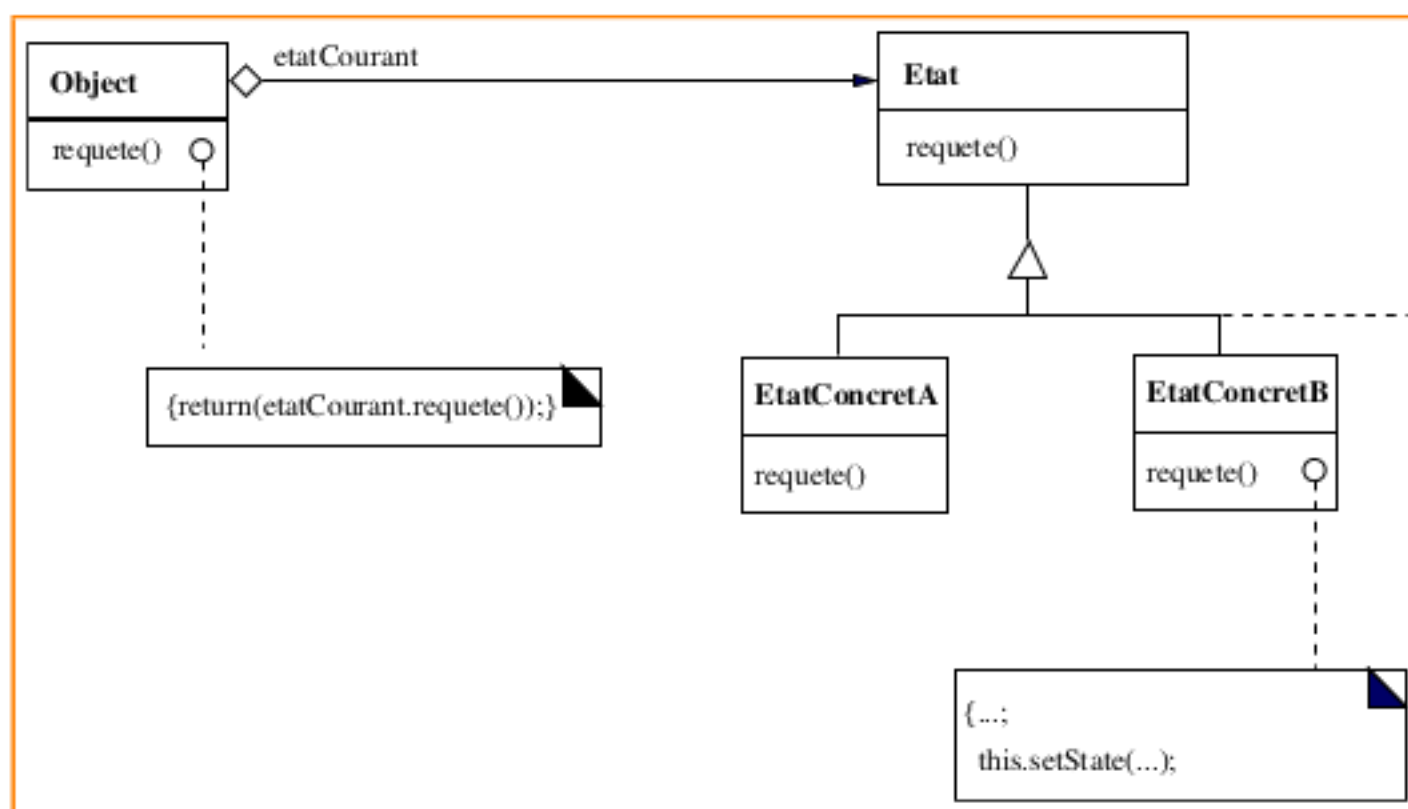 etatCourant
Object
requete()
Etat
requete()
{return(etatCourant.requete());}
EtatConcretA
requete()
EtatConcretB
requete()
{...;
this.setState(...);